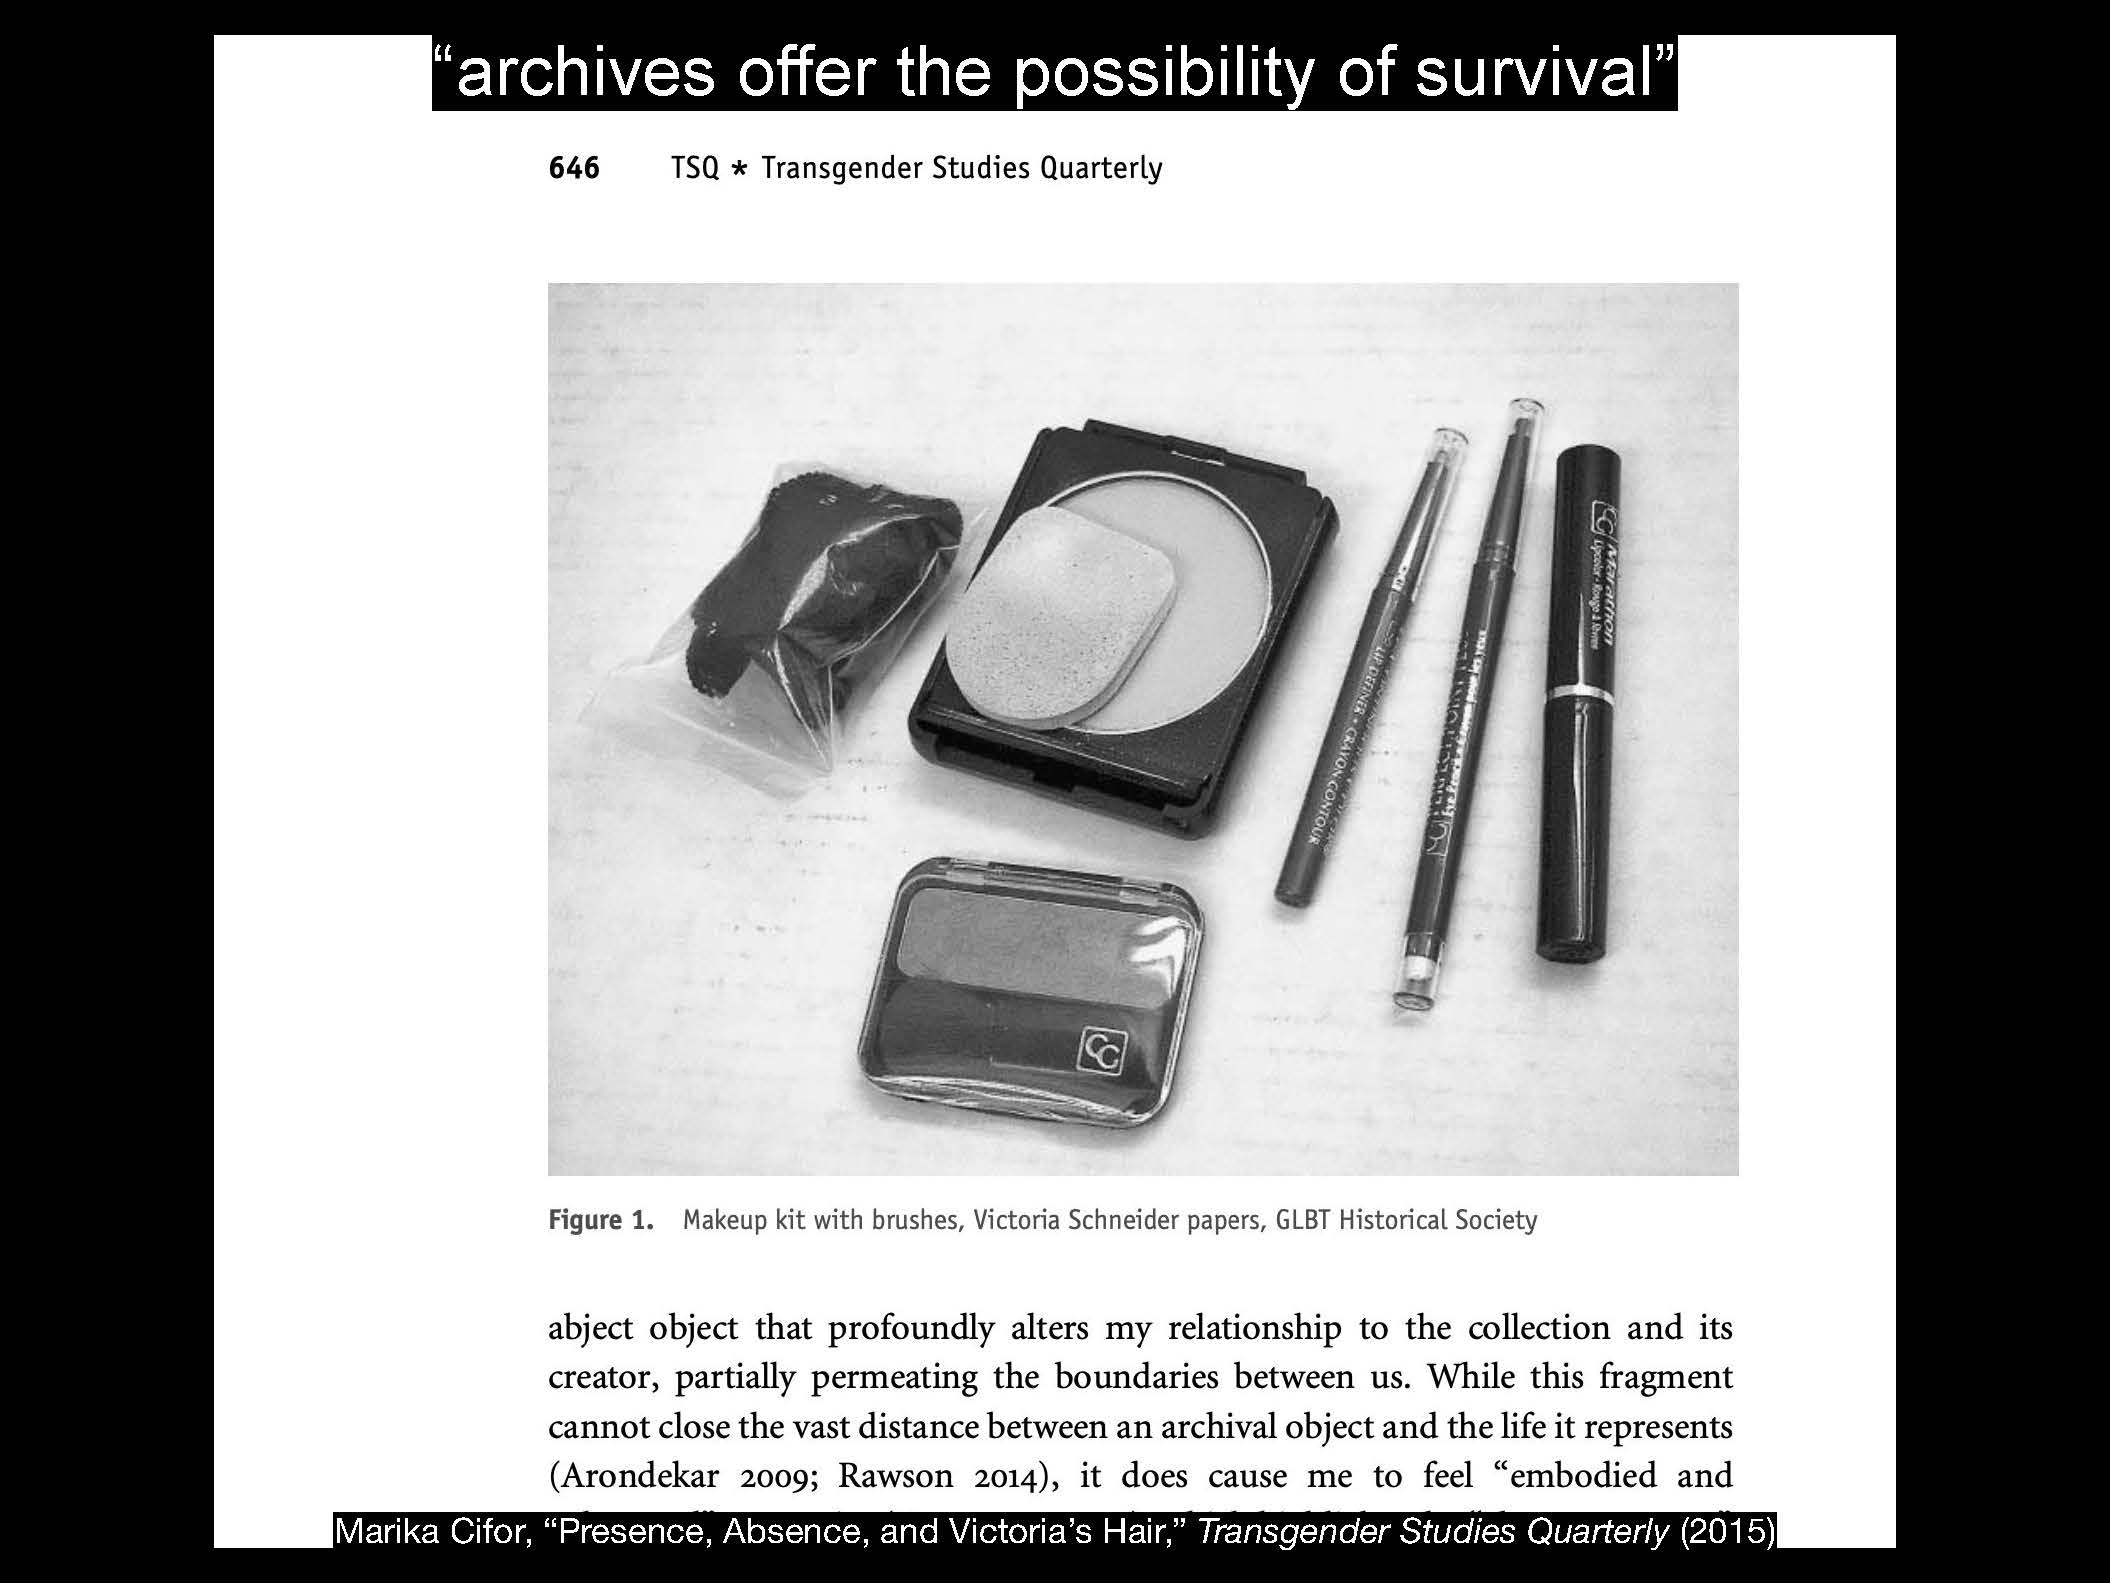 “archives offer the possibility of survival”
646 TSQ * Transgender Studies Quarterly
CG Marathon
LIP DEFINER • CRAYON CONTOUR
CG
Figure 1. Makeup kit with brushes, Victoria Schneider papers, GLBT Historical Society
abject object that profoundly alters my relationship to the collection and its
creator, partially permeating the boundaries between us. While this fragment
cannot close the vast distance between an archival object and the life it represents
(Arondekar 2009; Rawson 2014), it does cause me to feel “embodied and
Marika Cifor, “Presence, Absence, and Victoria’s Hair,” Transgender Studies Quarterly (2015)